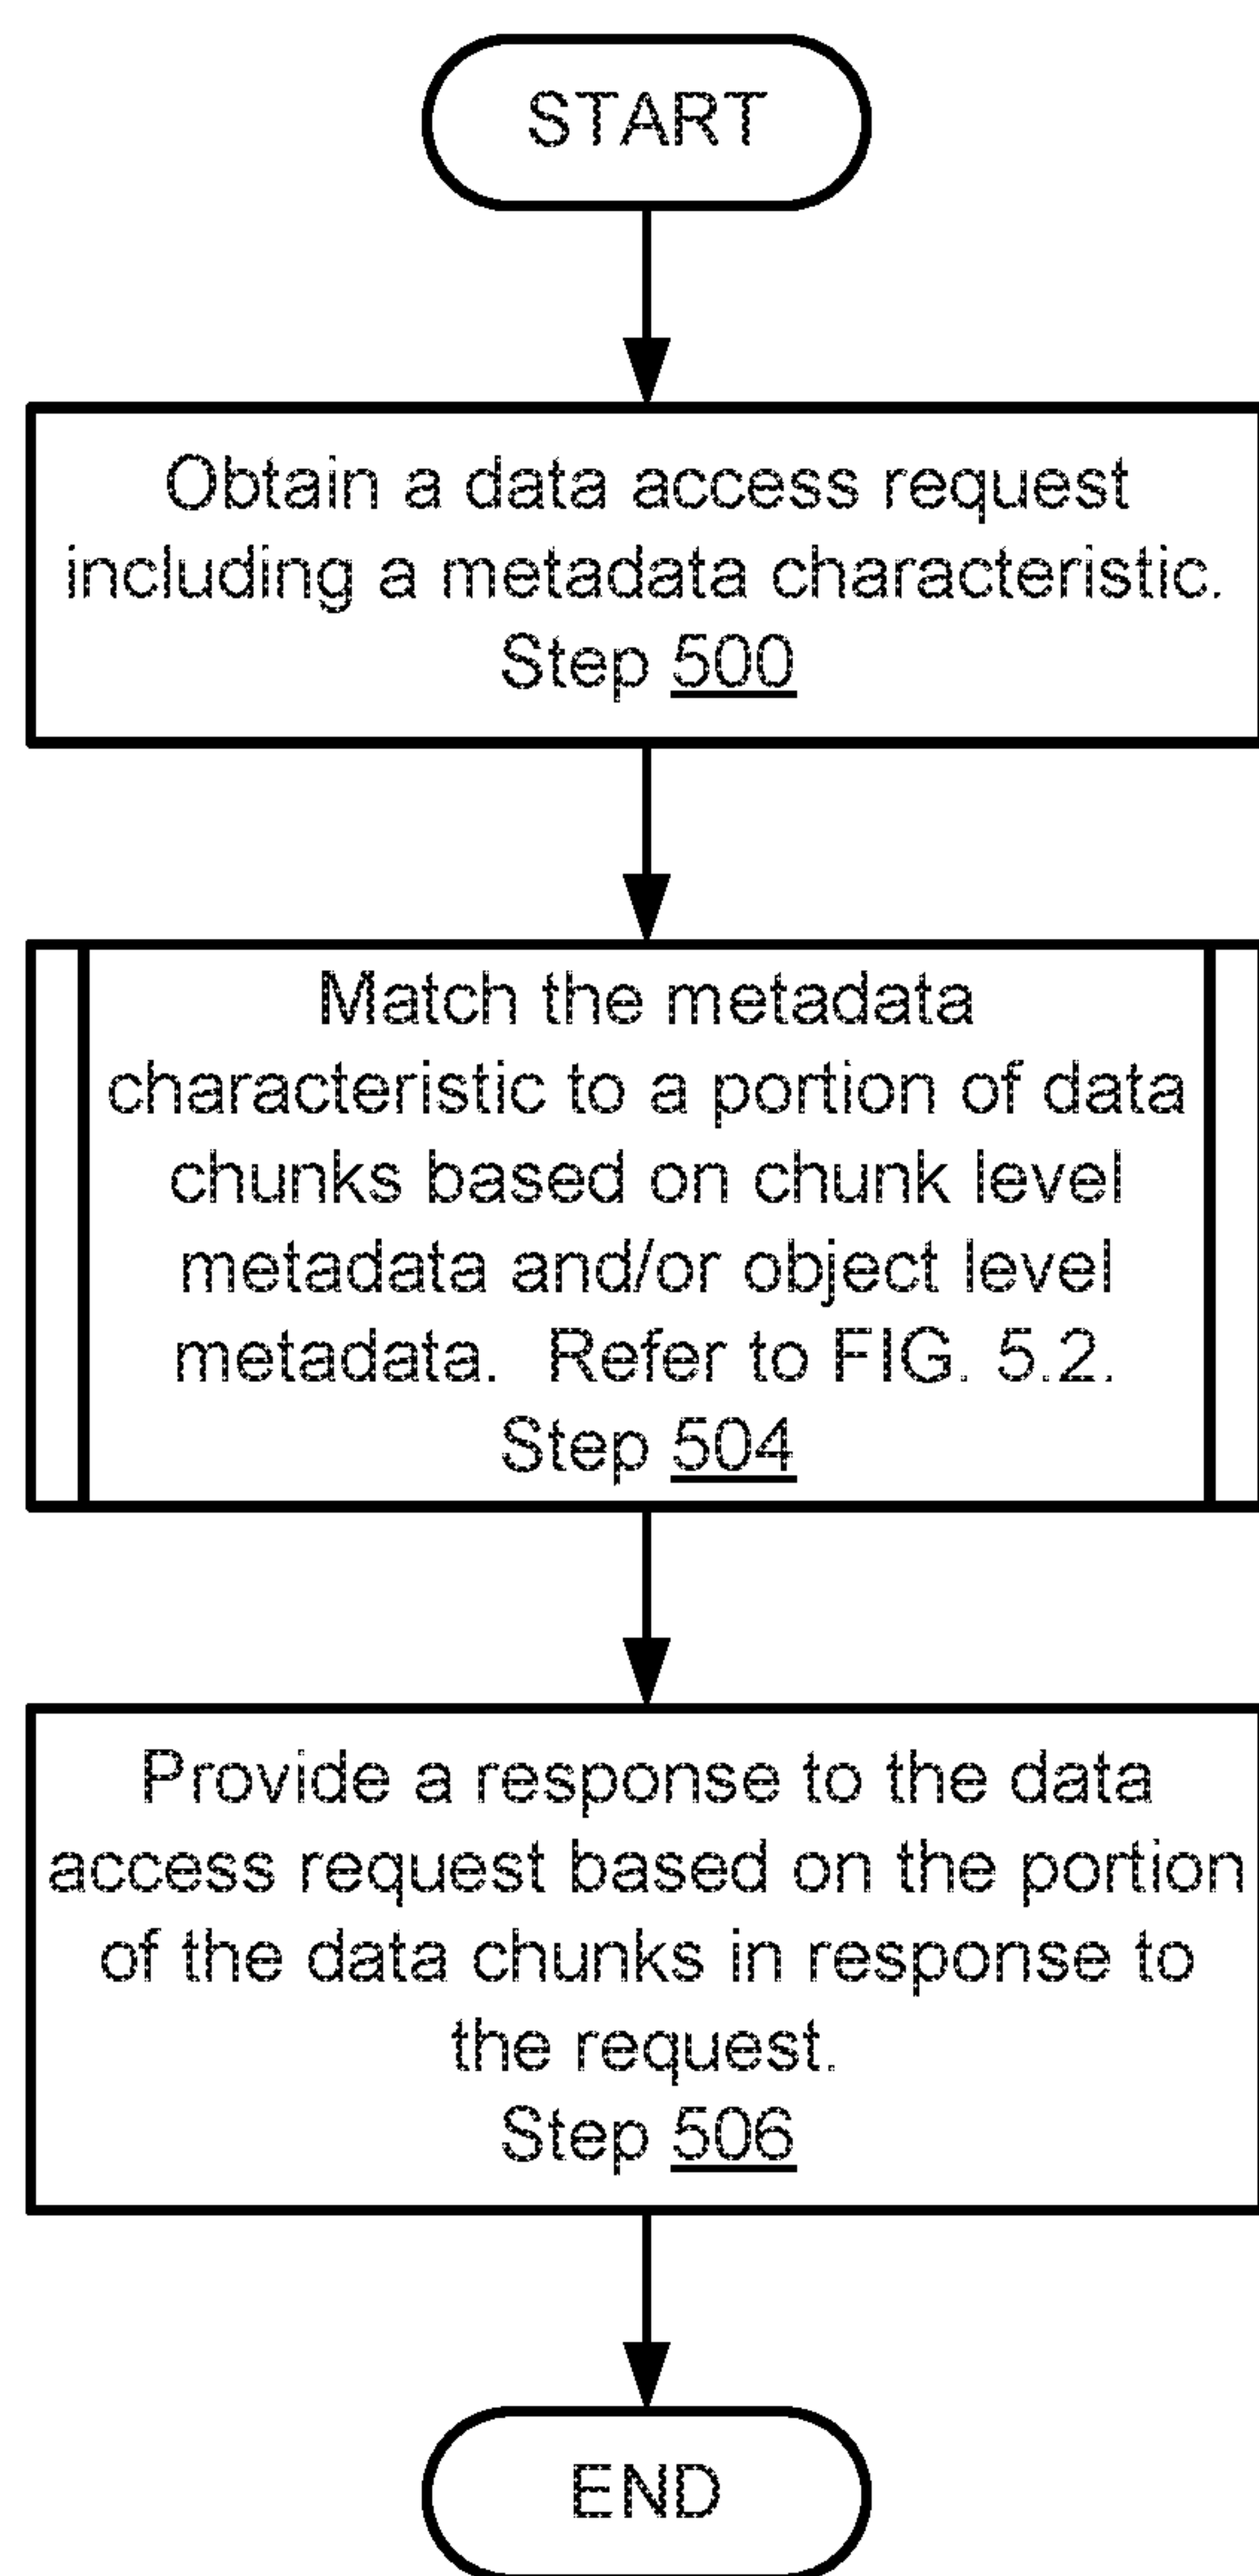 START
Obtain a data access request
including a metadata characteristic.
Step 500
Match the metadata
characteristic to a portion of data
chunks based on chunk level
metadata and/or object level
metadata.  Refer to FIG. 5.2.
Step 504
Provide a response to the data
access request based on the portion
of the data chunks in response to
the request.
Step 506
END